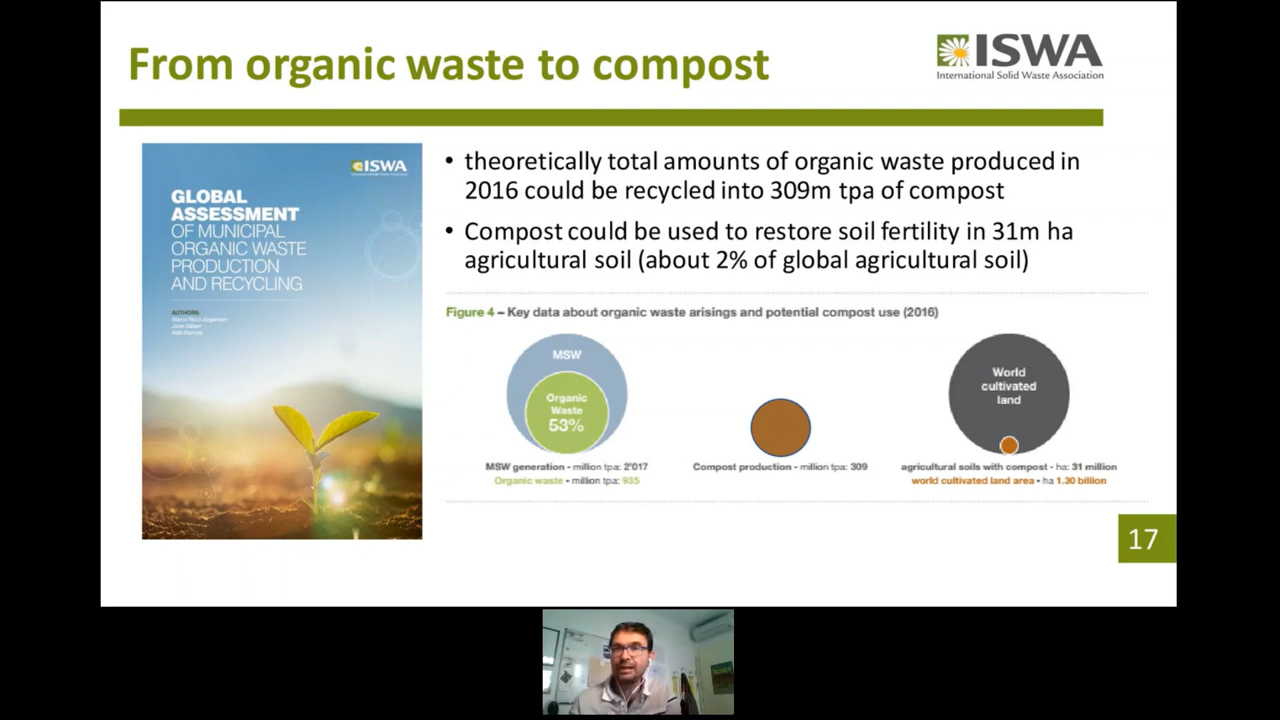 From organic waste to compost
ISWA
International Solid Waste Association
ISWA
GLOBAL
ASSESSMENT
OF MUNICIPAL
ORGANIC WASTE
PRODUCTION
AND RECYCLING
AUTHORS:
• theoretically total amounts of organic waste produced in
2016 could be recycled into 309m tpa of compost
• Compost could be used to restore soil fertility in 31m ha
agricultural soil (about 2% of global agricultural soil)
Figure 4 – Key data about organic waste arisings and potential compost use (2016)
MSW
Organic
Waste
53%
MSW generation - million tpa: 2'017
Organic waste - million tpa: 935
Compost production - million tpa: 309
World
cultivated
land
agricultural soils with compost - ha: 31 million
world cultivated land area - ha 1.30 billion
17